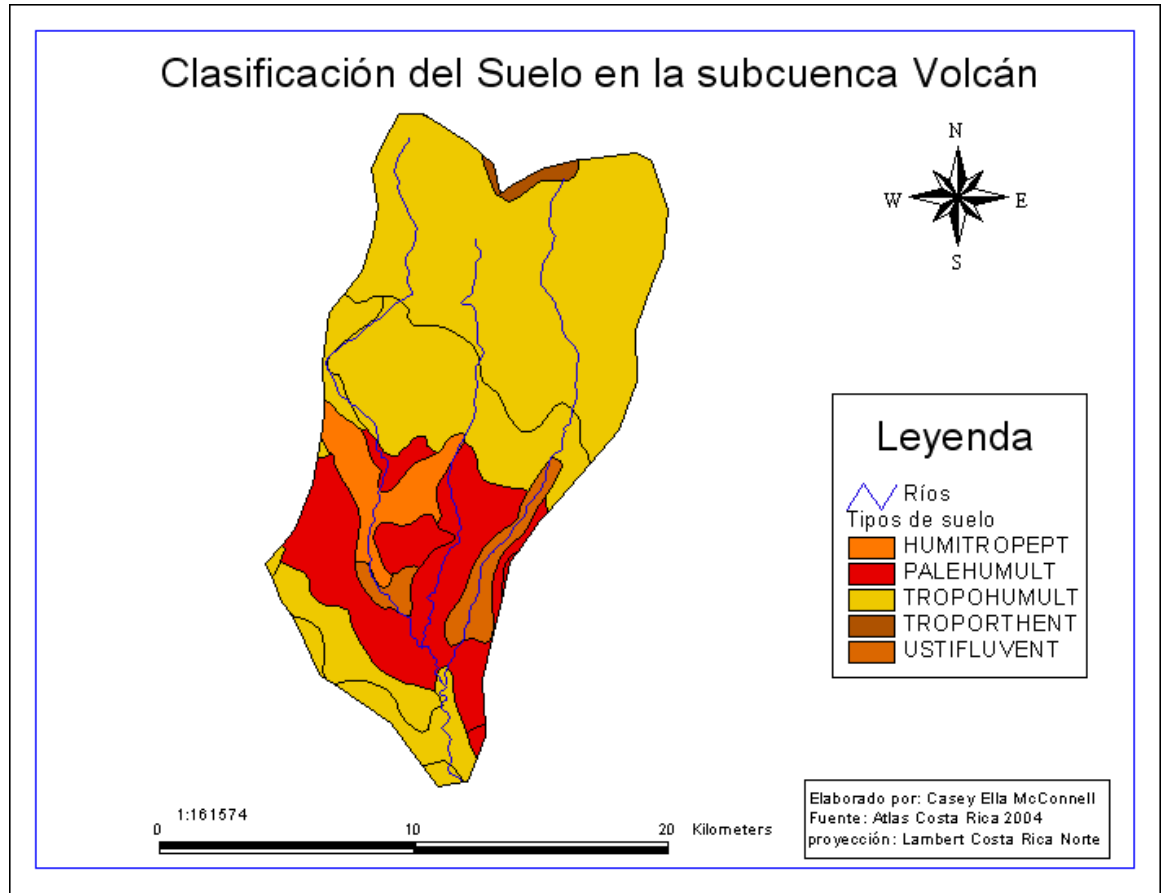 Clasificación del Suelo en la subcuenca Volcán
N
W
E
S
Leyenda
Ríos
Tipos de suelo
HUMITROPEPT
PALEHUMULT
TROPOHUMULT
TROPORTHENT
USTIFLUVENT
1:161574
0 10 20 Kilometers
Elaborado por: Casey Ella McConnell
Fuente: Atlas Costa Rica 2004
proyección: Lambert Costa Rica Norte